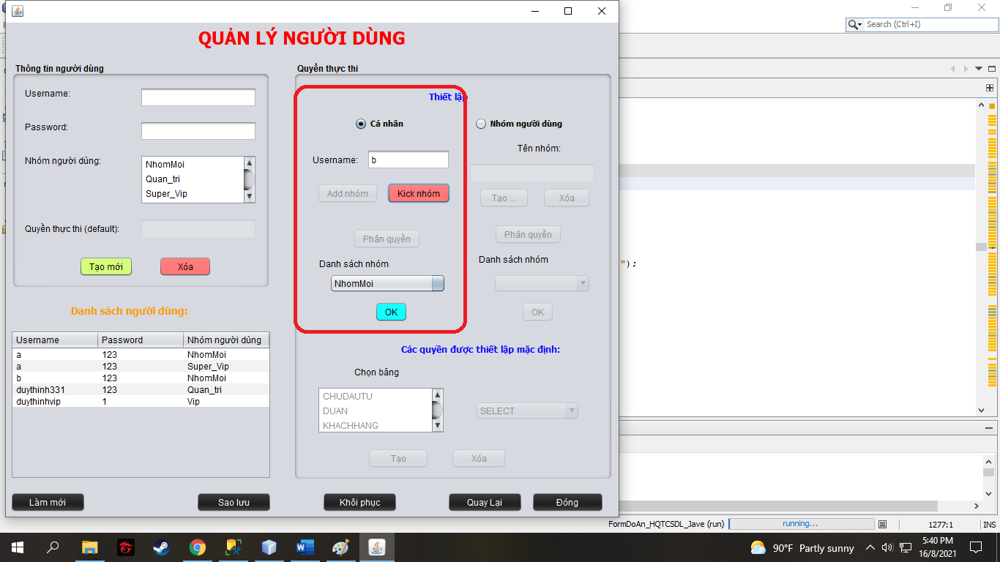 Search (Ctrl+I)
QUẢN LÝ NGƯỜI DÙNG
Thông tin người dùng
Username:
Password:
Nhóm người dùng:
NhomMoi
Quan_tri
Super_Vip
Quyền thực thi (default):
Tạo mới Xóa
Danh sách người dùng:
Username Password Nhóm người dùng
a 123 NhomMoi
a 123 Super_Vip
b 123 NhomMoi
duythinh331 123 Quan_tri
duythinhvip 1 Vip
Quyền thực thi
Thiết lập
Cá nhân Nhóm người dùng
Username: b
Add nhóm Kick nhóm
Phân quyền
Danh sách nhóm
NhomMoi
OK
Tên nhóm:
Tạo ... Xóa
Phân quyền
Danh sách nhóm
OK
Các quyền được thiết lập mặc định:
Chọn bảng
CHUDAUTU
DUAN
KHACHHANG
SELECT
Tạo Xóa
Làm mới Sao lưu Khôi phục Quay Lại Đóng
");
FormDoAn_HQTCSDL_Jave (run) running... 1277:1 INS
90°F Partly sunny
5:40 PM
16/8/2021